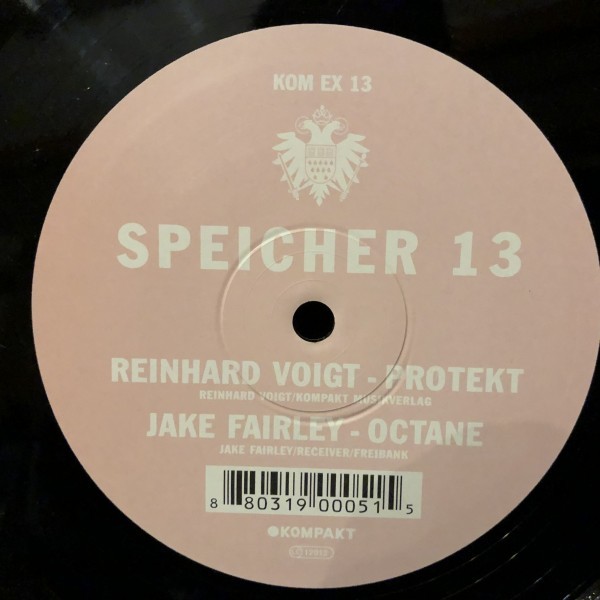 KOM EX 13
SPEICHER 13
REINHARD VOIGT - PROTEKT
REINHARD VOIGT/KOMPAKT MUSIKVERLAG
JAKE FAIRLEY - OCTANE
JAKE FAIRLEY/RECEIVER/FREIBANK
8 80319 00051 5
KOMPAKT